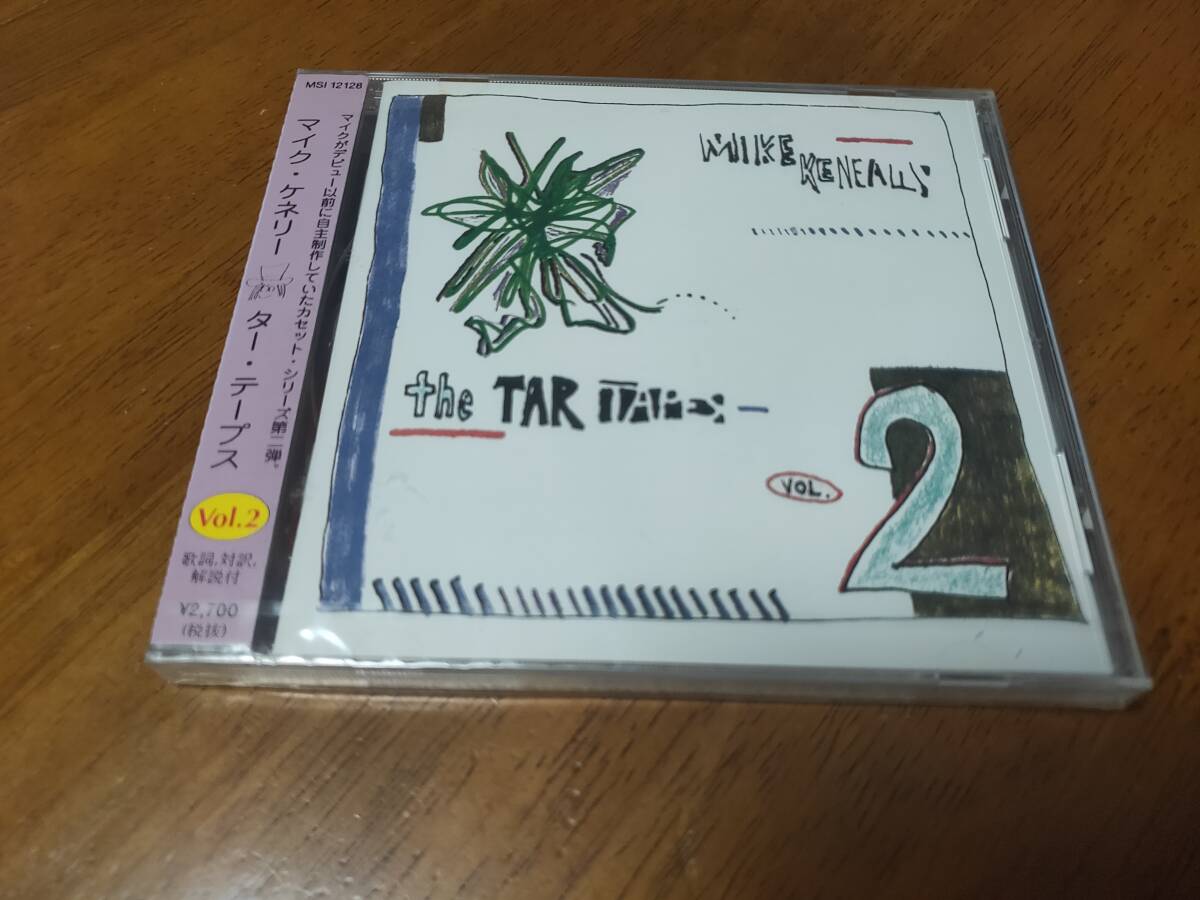 MSI 12128
マイクがデビュー以前に自主制作していたカセット・シリーズ第二弾。
マイク・ケネリー ター・テープス
Vol.2
歌詞,対訳,
解説付
¥2,700
(税抜)
MIKE
KENEALLY'S
the TAR TAPES
VOL.
2